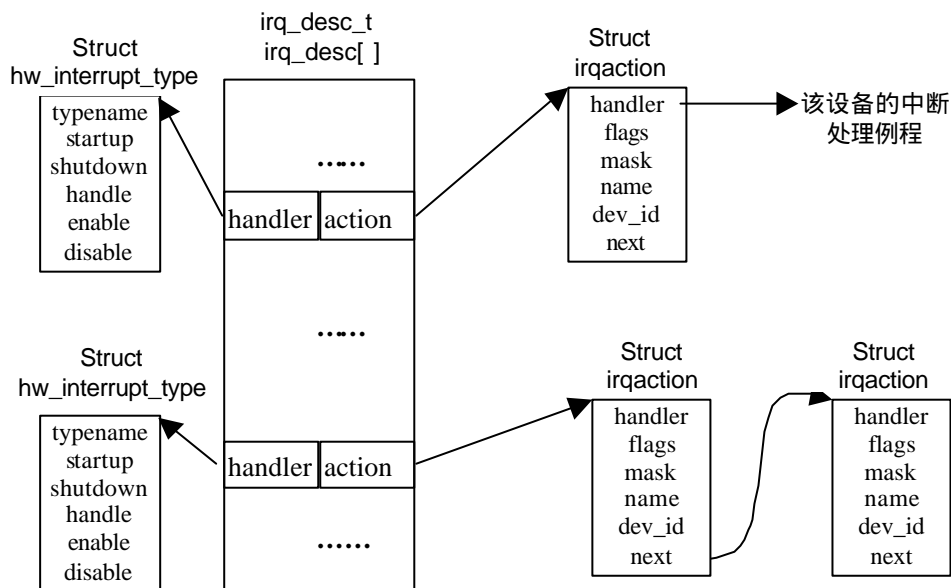 irq_desc_t
irq_desc[ ]
Struct
hw_interrupt_type
typename
startup
shutdown
handle
enable
disable
……
handler
action
……
Struct
irqaction
handler
flags
mask
name
dev_id
next
该设备的中断
处理例程
Struct
hw_interrupt_type
typename
startup
shutdown
handle
enable
disable
handler
action
……
Struct
irqaction
handler
flags
mask
name
dev_id
next
Struct
irqaction
handler
flags
mask
name
dev_id
next